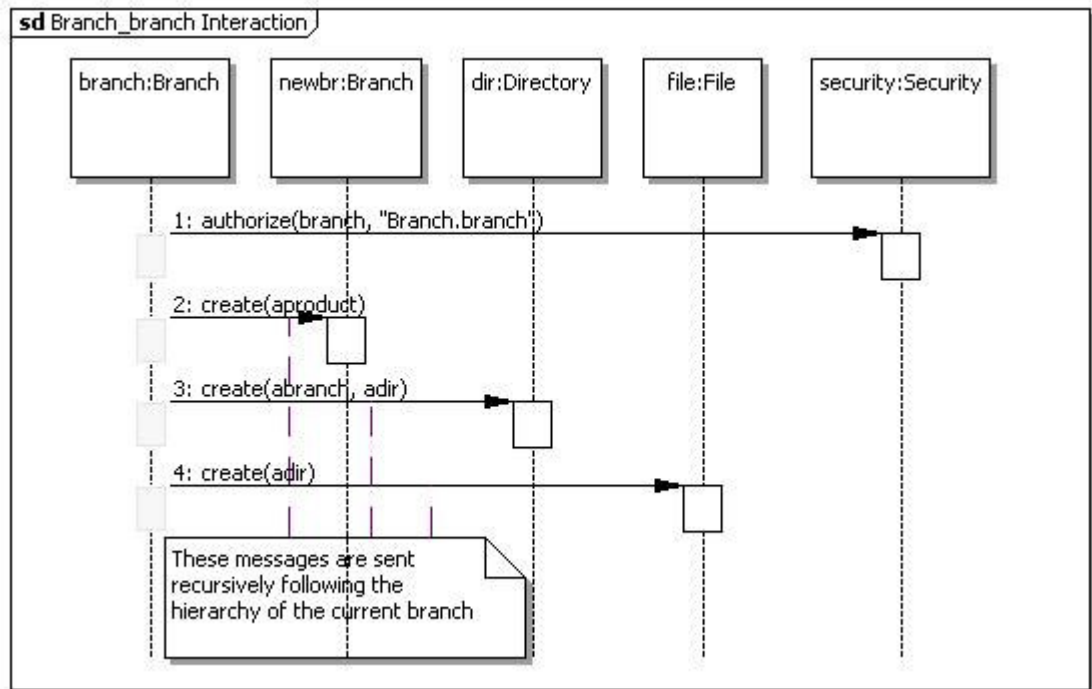 sd Branch_branch Interaction
branch:Branch
newbr:Branch
dir:Directory
file:File
security:Security
1: authorize(branch, "Branch.branch")
2: create(aproduct)
3: create(abranch, adir)
4: create(adir)
These messages are sent
recursively following the
hierarchy of the current branch